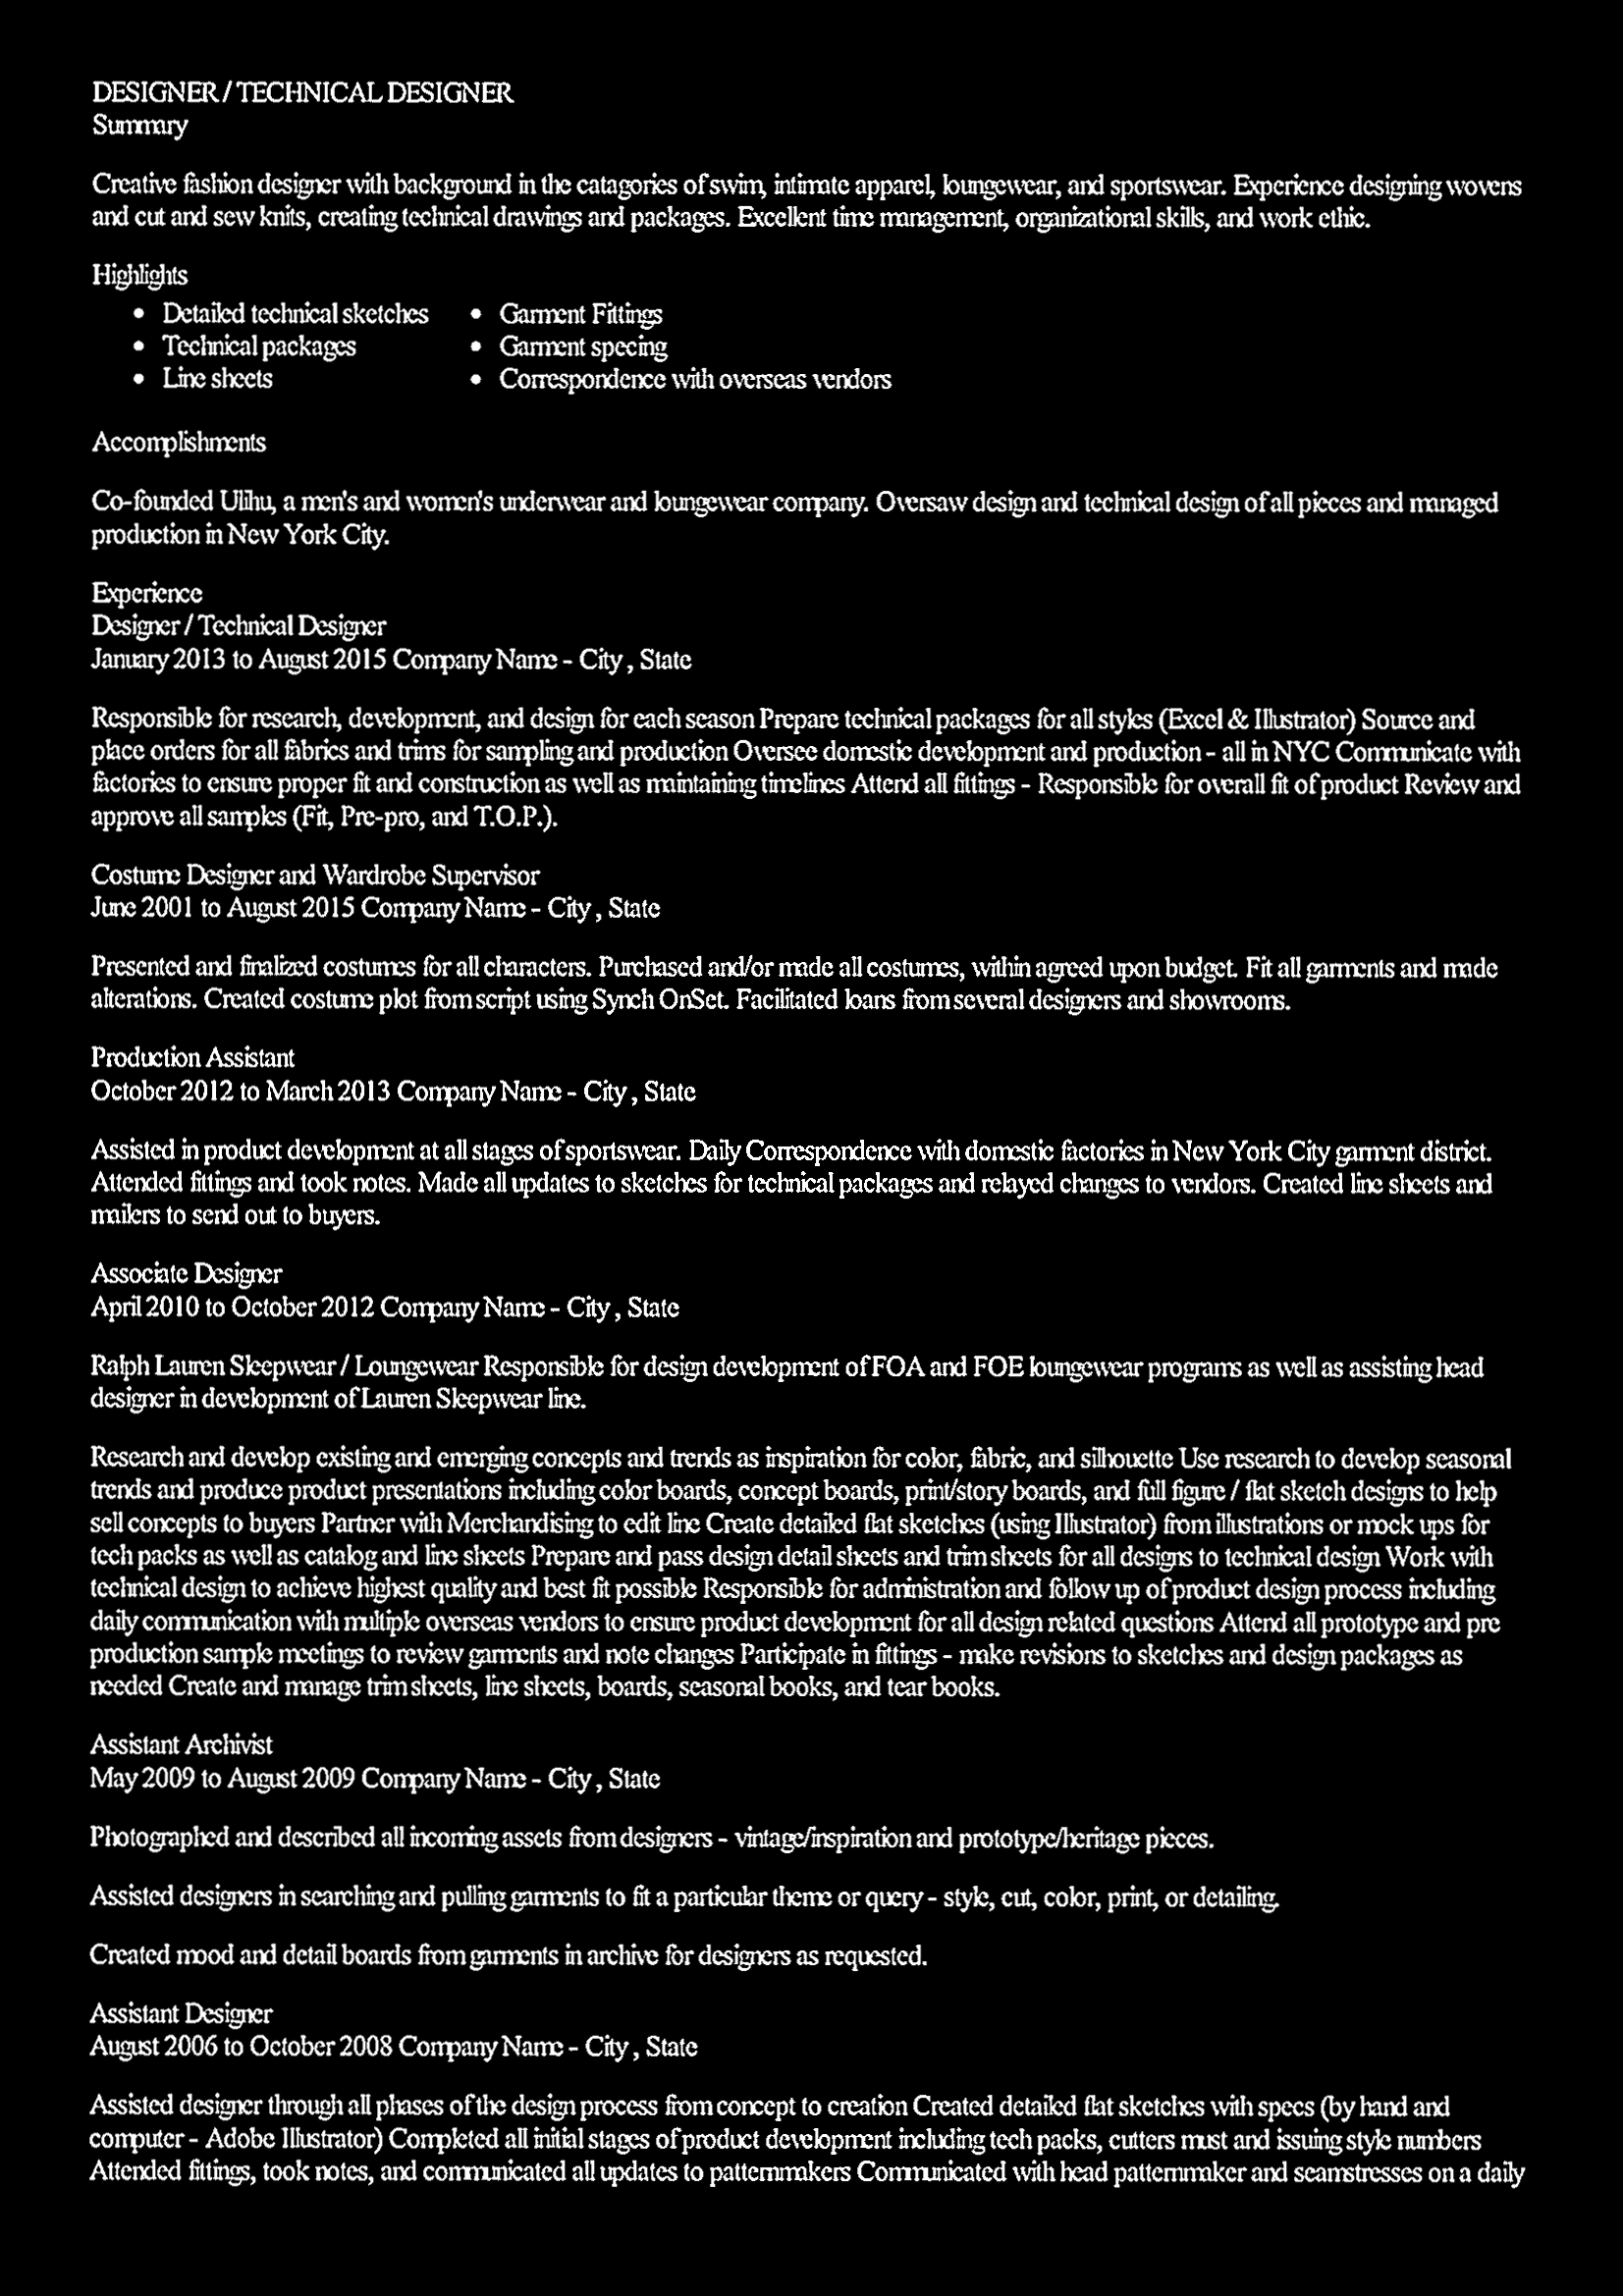 DESIGNER / TECHNICAL DESIGNER
Summary
Creative fashion designer with background in the catagories of swim, intimate apparel, loungewear, and sportswear. Experience designing wovens
and cut and sew knits, creating technical drawings and packages. Excellent time management, organizational skills, and work ethic.
Highlights
• Detailed technical sketches • Garment Fittings
• Technical packages • Garment specing
• Line sheets • Correspondence with overseas vendors
Accomplishments
Co-founded Ulihu, a men's and women's underwear and loungewear company. Oversaw design and technical design of all pieces and managed
production in New York City.
Experience
Designer / Technical Designer
January 2013 to August 2015 Company Name - City , State
Responsible for research, development, and design for each season Prepare technical packages for all styles (Excel & Illustrator) Source and
place orders for all fabrics and trims for sampling and production Oversee domestic development and production - all in NYC Communicate with
factories to ensure proper fit and construction as well as maintaining timelines Attend all fittings - Responsible for overall fit of product Review and
approve all samples (Fit, Pre-pro, and T.O.P.).
Costume Designer and Wardrobe Supervisor
June 2001 to August 2015 Company Name - City , State
Presented and finalized costumes for all characters. Purchased and/or made all costumes, within agreed upon budget. Fit all garments and made
alterations. Created costume plot from script using Synch OnSet. Facilitated loans from several designers and showrooms.
Production Assistant
October 2012 to March 2013 Company Name - City , State
Assisted in product development at all stages of sportswear. Daily Correspondence with domestic factories in New York City garment district.
Attended fittings and took notes. Made all updates to sketches for technical packages and relayed changes to vendors. Created line sheets and
mailers to send out to buyers.
Associate Designer
April 2010 to October 2012 Company Name - City , State
Ralph Lauren Sleepwear / Loungewear Responsible for design development of FOA and FOE loungewear programs as well as assisting head
designer in development of Lauren Sleepwear line.
Research and develop existing and emerging concepts and trends as inspiration for color, fabric, and silhouette Use research to develop seasonal
trends and produce product presentations including color boards, concept boards, print/story boards, and full figure / flat sketch designs to help
sell concepts to buyers Partner with Merchandising to edit line Create detailed flat sketches (using Illustrator) from illustrations or mock ups for
tech packs as well as catalog and line sheets Prepare and pass design detail sheets and trim sheets for all designs to technical design Work with
technical design to achieve highest quality and best fit possible Responsible for administration and follow up of product design process including
daily communication with multiple overseas vendors to ensure product development for all design related questions Attend all prototype and pre
production sample meetings to review garments and note changes Participate in fittings - make revisions to sketches and design packages as
needed Create and manage trim sheets, line sheets, boards, seasonal books, and tear books.
Assistant Archivist
May 2009 to August 2009 Company Name - City , State
Photographed and described all incoming assets from designers - vintage/inspiration and prototype/heritage pieces.
Assisted designers in searching and pulling garments to fit a particular theme or query - style, cut, color, print, or detailing.
Created mood and detail boards from garments in archive for designers as requested.
Assistant Designer
August 2006 to October 2008 Company Name - City , State
Assisted designer through all phases of the design process from concept to creation Created detailed flat sketches with specs (by hand and
computer - Adobe Illustrator) Completed all initial stages of product development including tech packs, cutters must and issuing style numbers
Attended fittings, took notes, and communicated all updates to patternmakers Communicated with head patternmaker and seamstresses on a daily